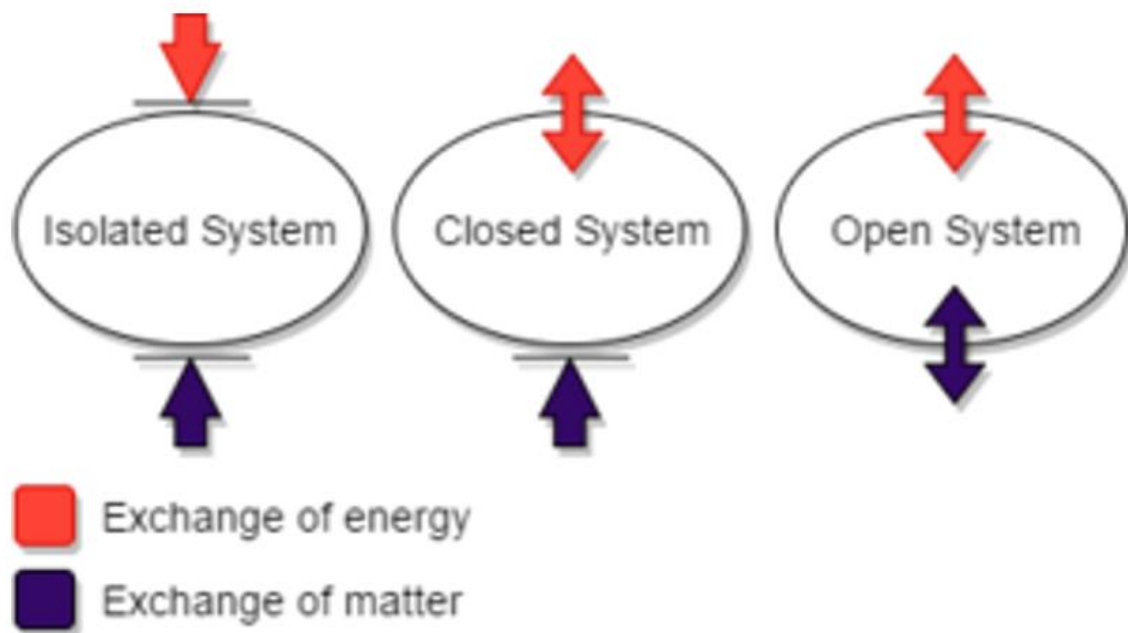 Isolated System
Closed System
Open System
Exchange of energy
Exchange of matter